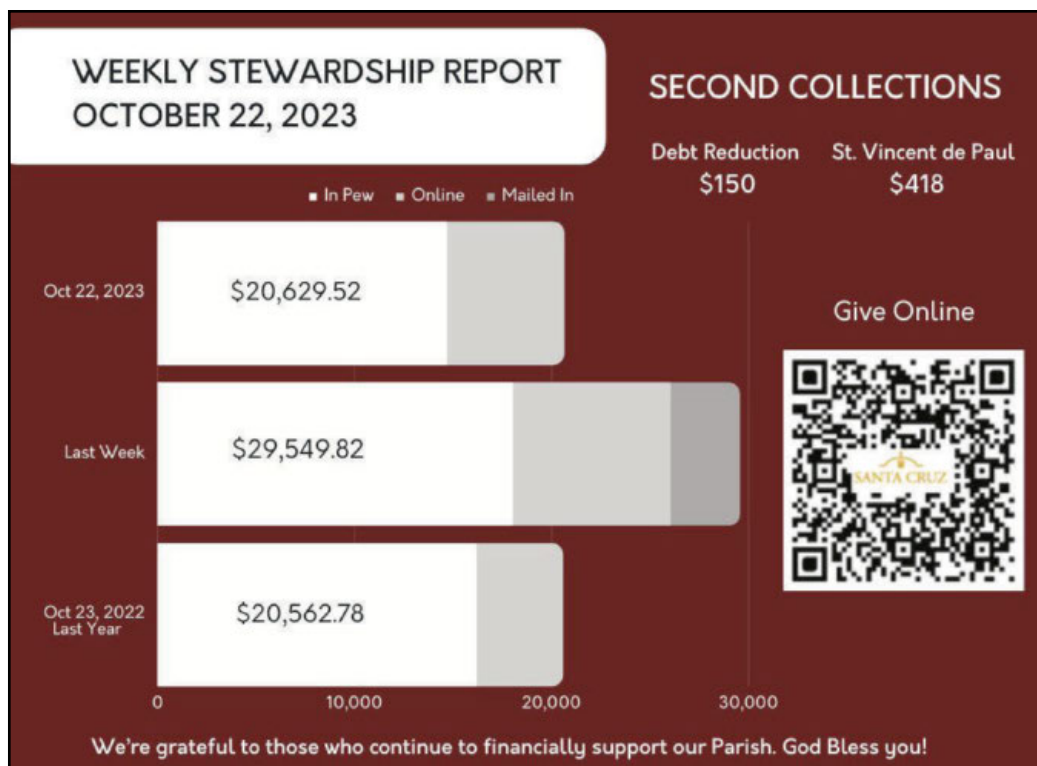 WEEKLY STEWARDSHIP REPORT
OCTOBER 22, 2023
SECOND COLLECTIONS
Debt Reduction
$150
St. Vincent de Paul
$418
In Pew
Online
Mailed In
Oct 22, 2023
$20,629.52
Last Week
$29,549.82
Oct 23, 2022
Last Year
$20,562.78
0
10,000
20,000
30,000
Give Online
SANTA CRUZ
We're grateful to those who continue to financially support our Parish. God Bless you!